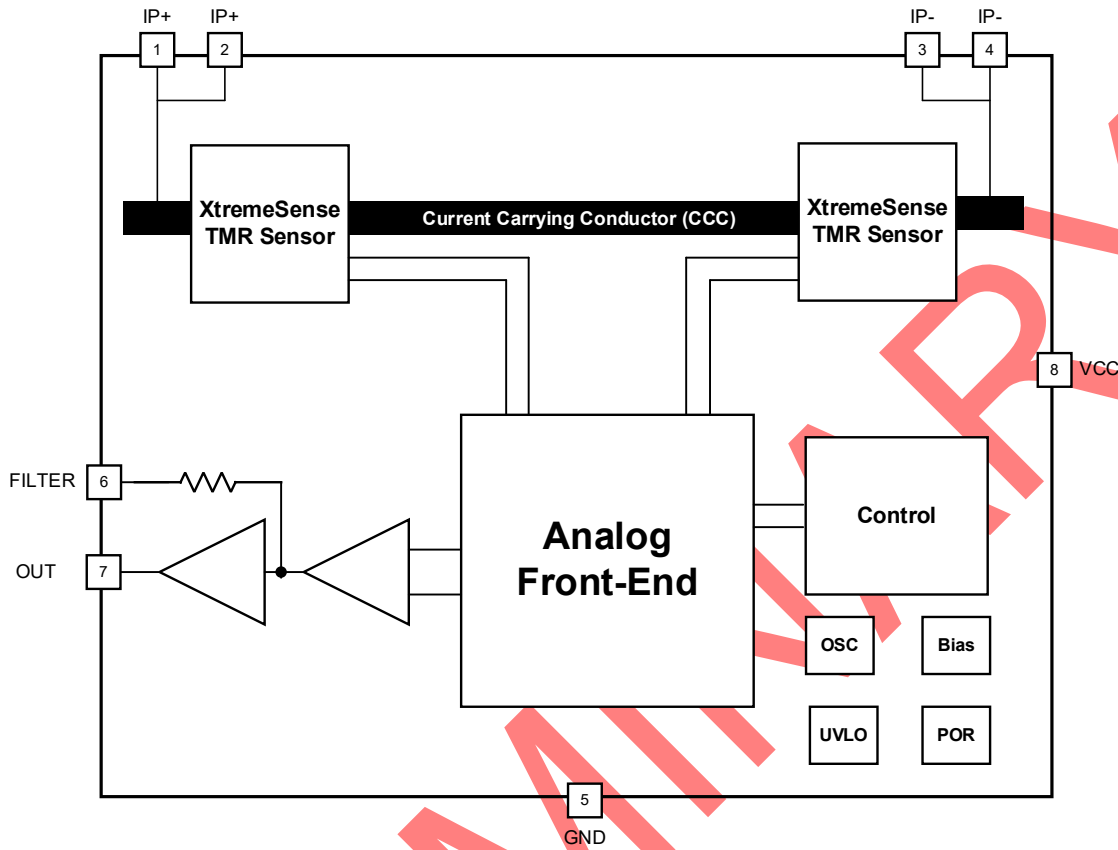 IP+ IP+ IP- IP-
1 2 3 4
XtremeSense
TMR Sensor
Current Carrying Conductor (CCC)
XtremeSense
TMR Sensor
8 VCC
FILTER 6
OUT 7
Analog
Front-End
Control
OSC Bias
UVLO POR
5
GND